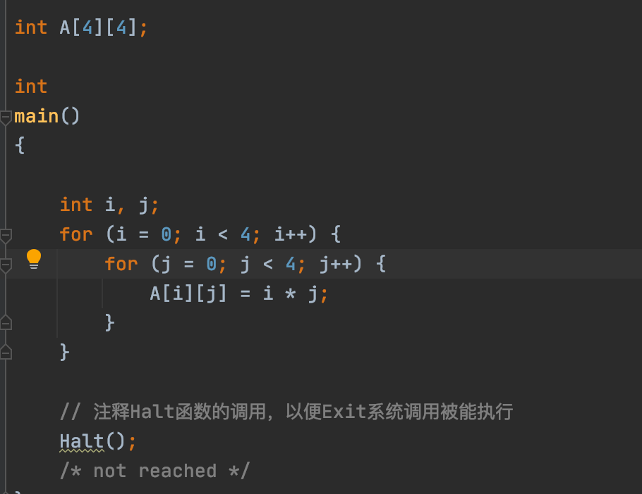 int A[4][4];
int
main()
{
int i, j;
for (i = 0; i < 4; i++) {
for (j = 0; j < 4; j++) {
A[i][j] = i * j;
}
}
// 注释Halt函数的调用，以便Exit系统调用被能执行
Halt();
/* not reached */
}